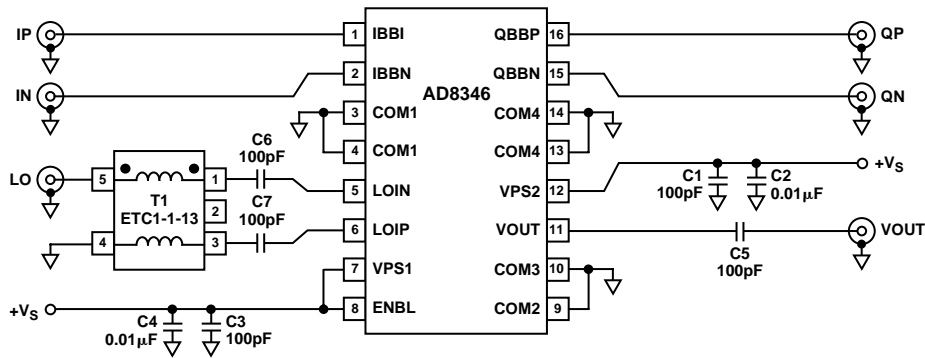 IP
IN
LO
5
4
T1
ETC1-1-13
1
2
3
C6
100pF
C7
100pF
+VS
C4
0.01μF
C3
100pF
AD8346
1 IBBI
2 IBBN
3 COM1
4 COM1
5 LOIN
6 LOIP
7 VPS1
8 ENBL
QBBP 16
QBBN 15
COM4 14
COM4 13
VPS2 12
VOUT 11
COM3 10
COM2 9
QP
QN
+VS
C1
100pF
C2
0.01μF
C5
100pF
VOUT